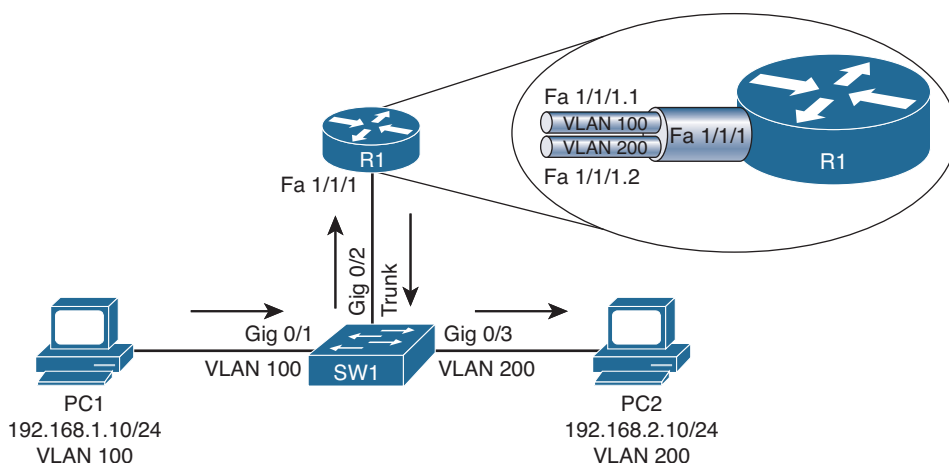 Fa 1/1/1.1
VLAN 100
VLAN 200
Fa 1/1/1
Fa 1/1/1.2
R1
R1
Fa 1/1/1
Gig 0/2
Trunk
Gig 0/1
Gig 0/3
VLAN 100
SW1
VLAN 200
PC1
192.168.1.10/24
VLAN 100
PC2
192.168.2.10/24
VLAN 200